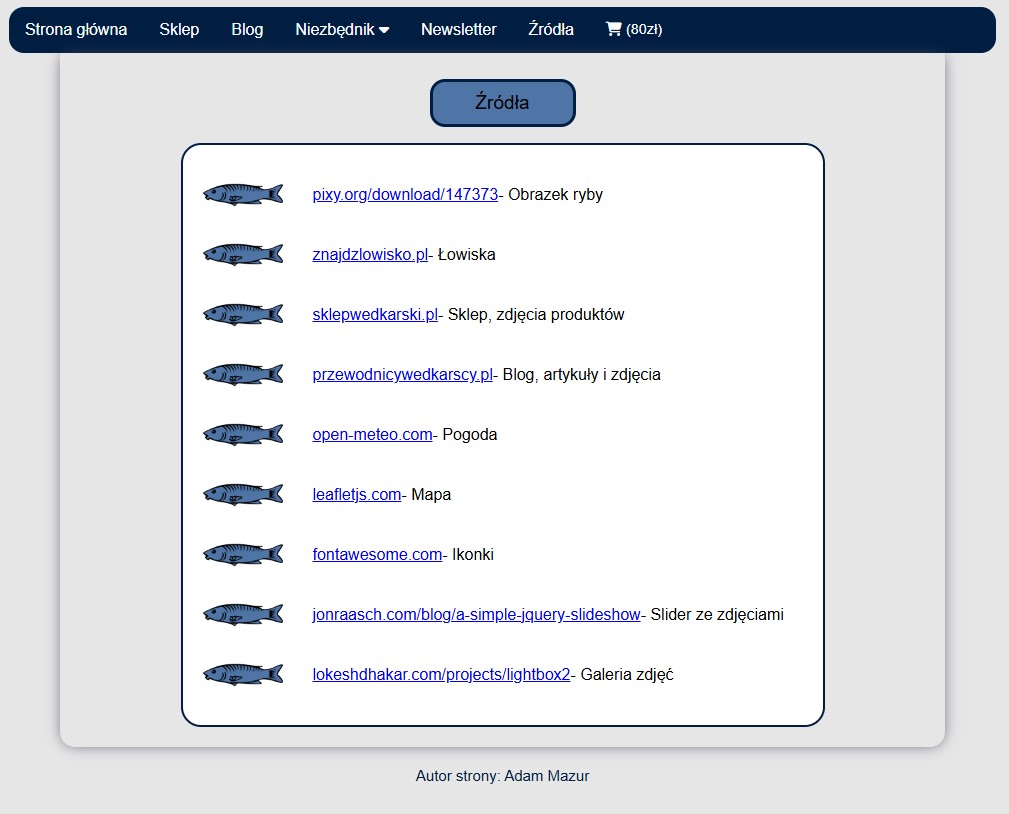 Strona główna Sklep Blog Niezbędnik Newsletter Źródła (80zł)
Źródła
pixy.org/download/147373- Obrazek ryby
znajdzlowisko.pl- Łowiska
sklepwedkarski.pl- Sklep, zdjęcia produktów
przewodnicywedkarscy.pl- Blog, artykuły i zdjęcia
open-meteo.com- Pogoda
leafletjs.com- Mapa
fontawesome.com- Ikonki
jonraasch.com/blog/a-simple-jquery-slideshow- Slider ze zdjęciami
lokeshdhakar.com/projects/lightbox2- Galeria zdjęć
Autor strony: Adam Mazur